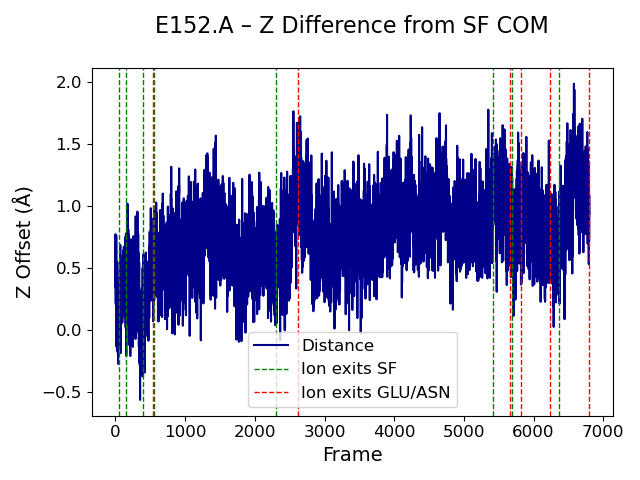 E152.A – Z Difference from SF COM
2.0
1.5
1.0
0.5
0.0
−0.5
Z Offset (Å)
Distance
Ion exits SF
Ion exits GLU/ASN
0 1000 2000 3000 4000 5000 6000 7000
Frame